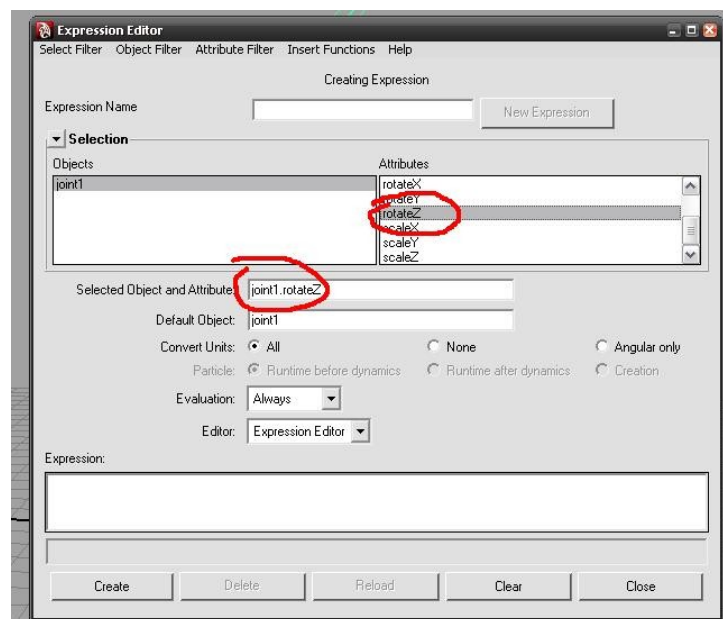 Expression Editor
Select Filter Object Filter Attribute Filter Insert Functions Help
Creating Expression
Expression Name
New Expression
Selection
Objects
Attributes
joint1
rotateX
rotateY
rotateZ
scaleX
scaleY
scaleZ
Selected Object and Attribute: joint1.rotateZ
Default Object: joint1
Convert Units: All None Angular only
Particle: Runtime before dynamics Runtime after dynamics Creation
Evaluation: Always
Editor: Expression Editor
Expression:
Create Delete Reload Clear Close